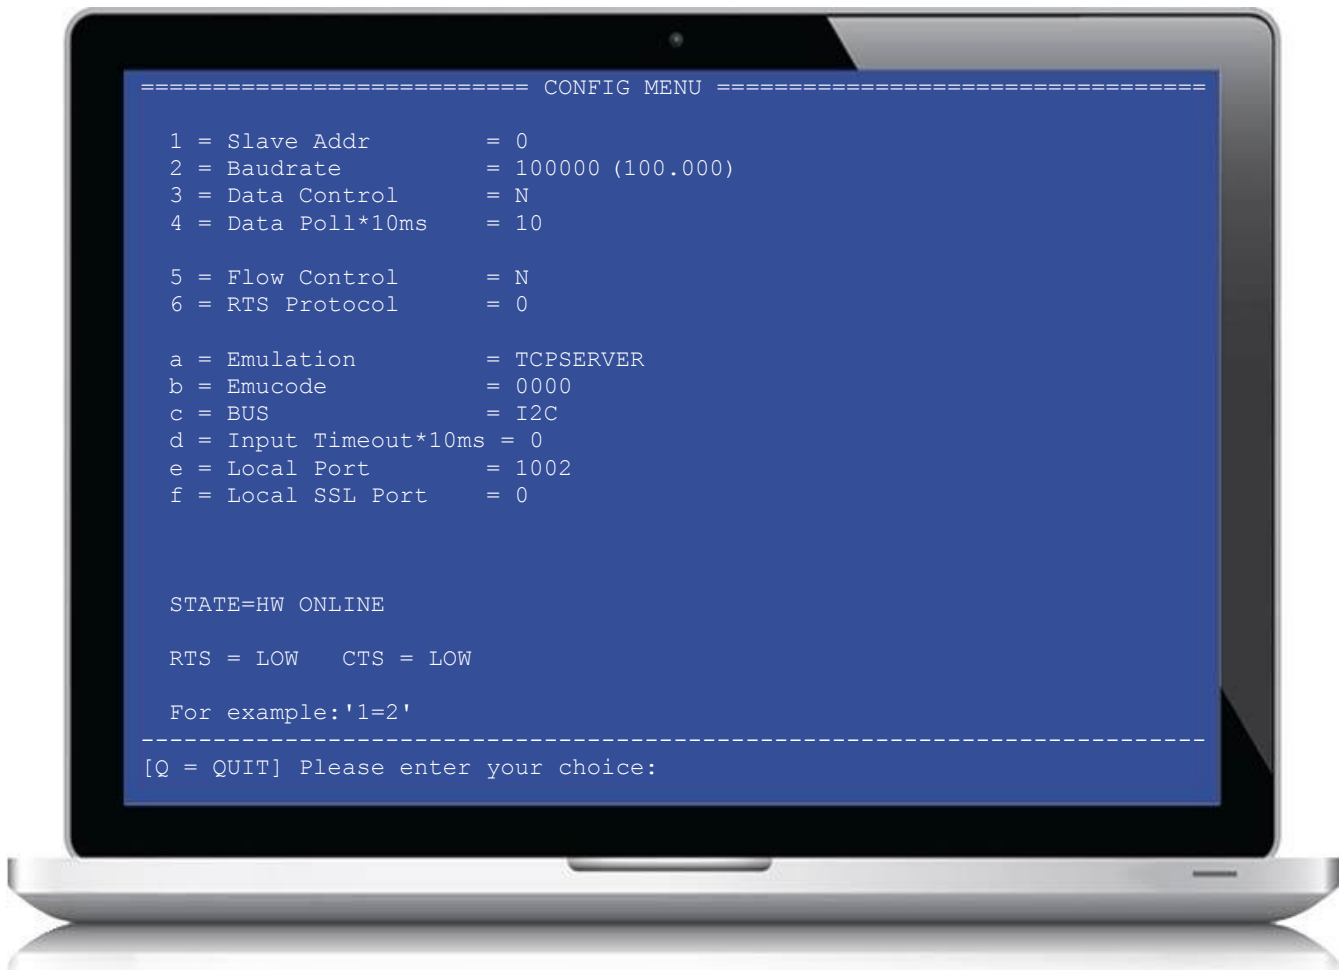 =========================== CONFIG MENU ==================================
1 = Slave Addr = 0
2 = Baudrate = 100000 (100.000)
3 = Data Control = N
4 = Data Poll*10ms = 10
5 = Flow Control = N
6 = RTS Protocol = 0
a = Emulation = TCPSERVER
b = Emucode = 0000
c = BUS = I2C
d = Input Timeout*10ms = 0
e = Local Port = 1002
f = Local SSL Port = 0
STATE=HW ONLINE
RTS = LOW CTS = LOW
For example:'1=2'
--------------------------------------------------------------------------
[Q = QUIT] Please enter your choice: